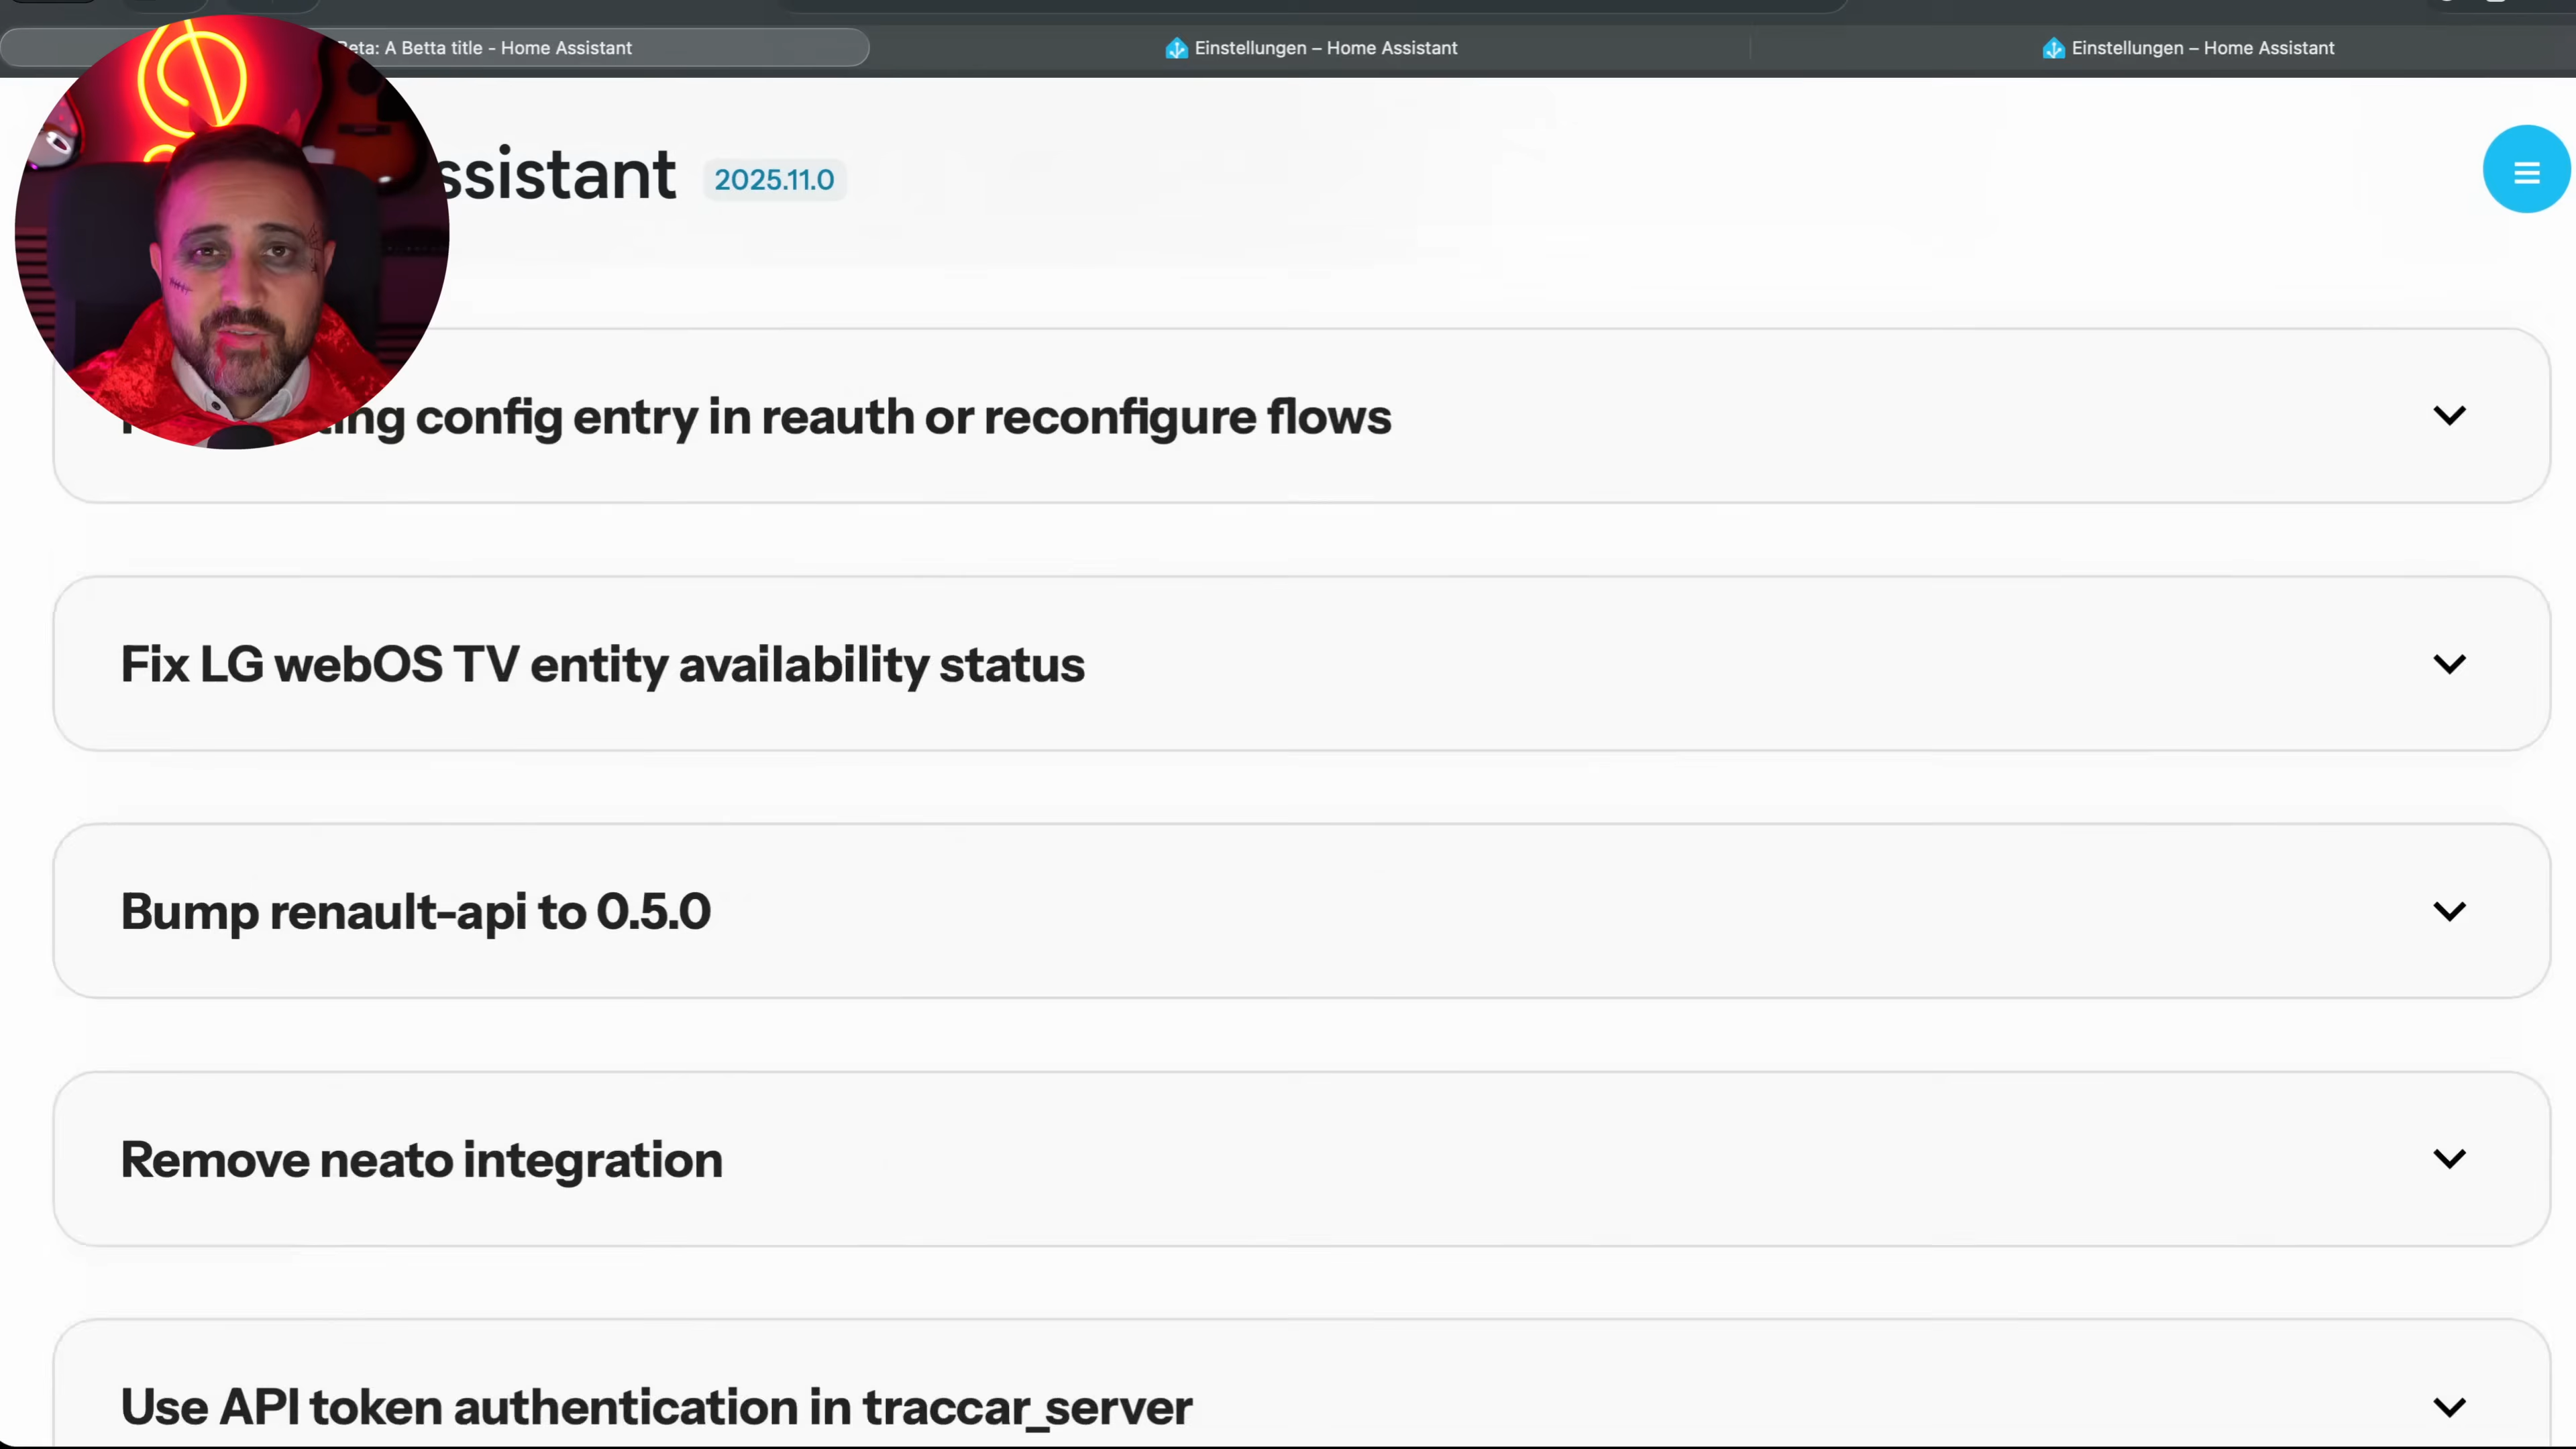 Beta: A Betta title - Home Assistant
Einstellungen – Home Assistant
Einstellungen – Home Assistant
ssistant 2025.11.0
config entry in reauth or reconfigure flows
Fix LG webOS TV entity availability status
Bump renault-api to 0.5.0
Remove neato integration
Use API token authentication in traccar_server